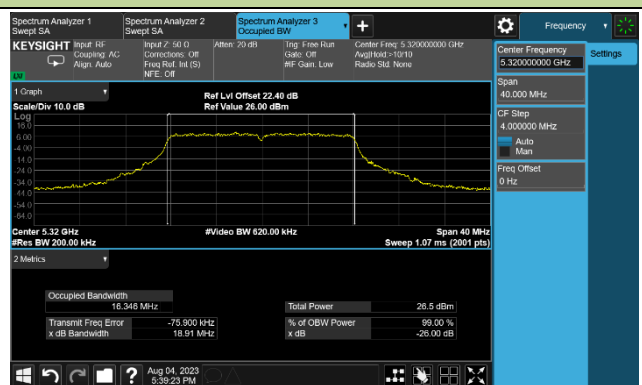 Spectrum Analyzer 1
Swept SA
Spectrum Analyzer 2
Swept SA
Spectrum Analyzer 3
Occupied BW
Frequency
KEYSIGHT
Input: RF
Coupling: AC
Align: Auto
Input Z: 50 Ω
Corrections: Off
Freq Ref: Int (S)
NFE: Off
Atten: 20 dB
Trig: Free Run
Gate: Off
#IF Gain: Low
Center Freq: 5.320000000 GHz
Avg|Hold:>10/10
Radio Std: None
Center Frequency
5.320000000 GHz
Settings
Span
40.000 MHz
CF Step
4.000000 MHz
Auto
Man
Freq Offset
0 Hz
1 Graph
Scale/Div 10.0 dB
Ref Lvl Offset 22.40 dB
Ref Value 26.00 dBm
Log
16.0
6.00
-4.00
-14.0
-24.0
-34.0
-44.0
-54.0
-64.0
Center 5.32 GHz
#Res BW 200.00 kHz
#Video BW 620.00 kHz
Span 40 MHz
Sweep 1.07 ms (2001 pts)
2 Metrics
Occupied Bandwidth
16.346 MHz
Total Power
26.5 dBm
Transmit Freq Error
-75.900 kHz
% of OBW Power
99.00 %
x dB Bandwidth
18.91 MHz
x dB
-26.00 dB
Aug 04, 2023
5:39:23 PM